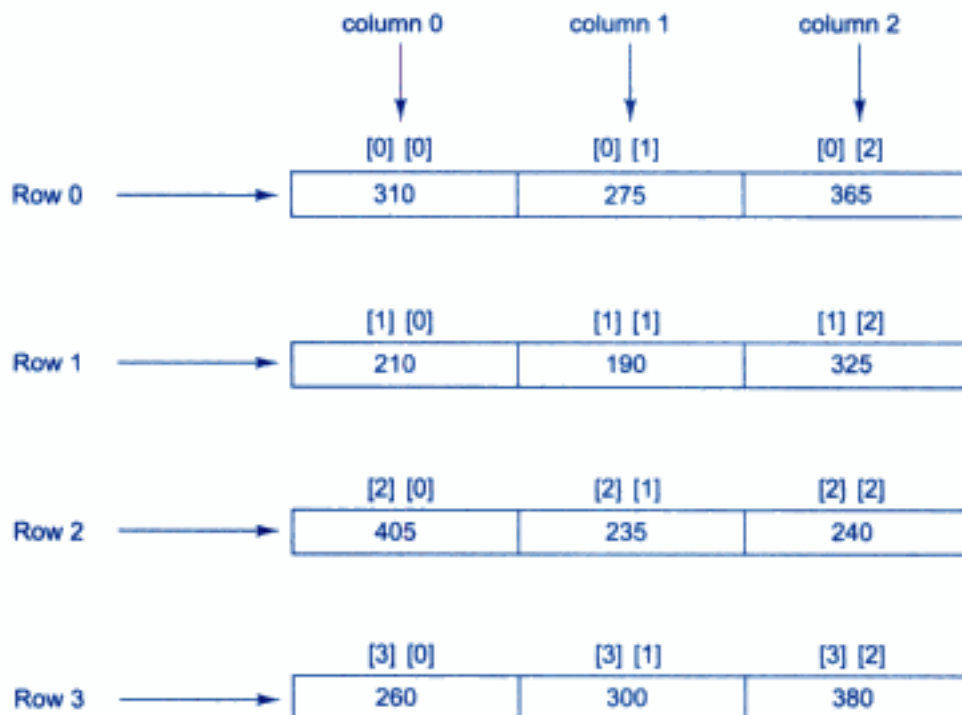 column 0 column 1 column 2
[0] [0] [0] [1] [0] [2]
Row 0 310 275 365
[1] [0] [1] [1] [1] [2]
Row 1 210 190 325
[2] [0] [2] [1] [2] [2]
Row 2 405 235 240
[3] [0] [3] [1] [3] [2]
Row 3 260 300 380